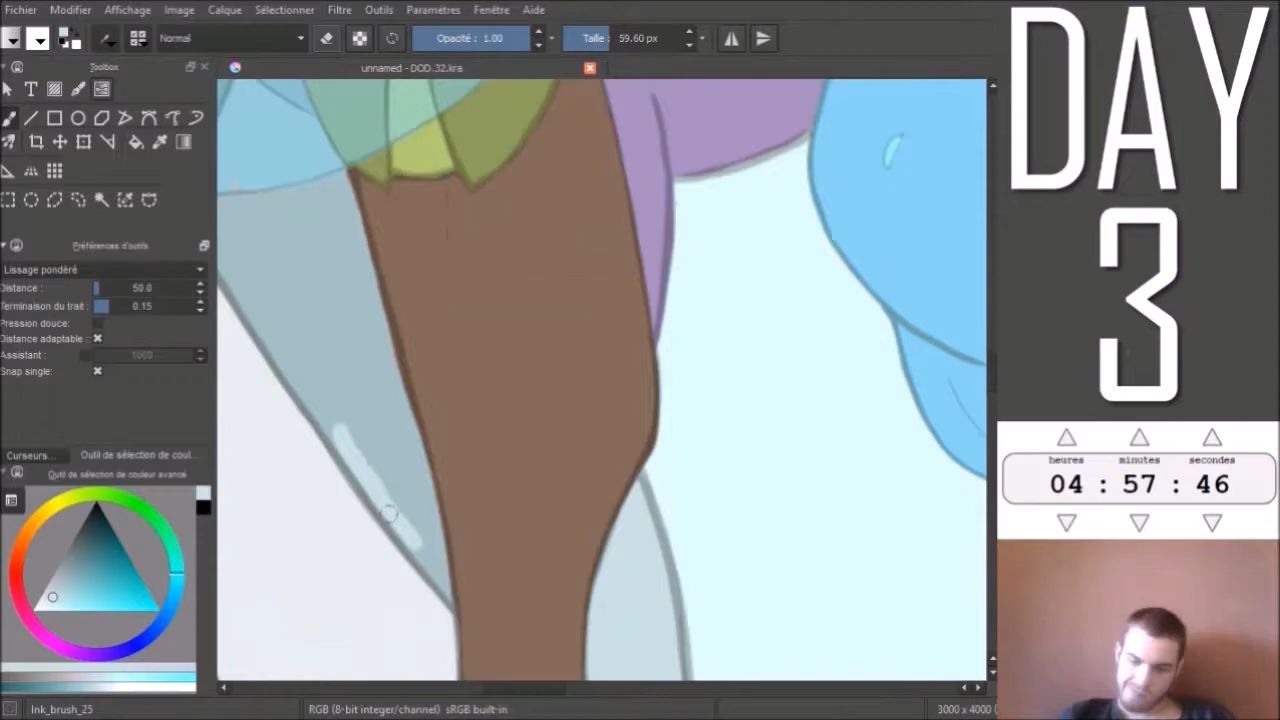 Fichier Modifier Affichage Image Calque Sélectionner Filtre Outils Paramètres Fenêtre Aide
Normal Opacité : 1.00 Taille : 59.60 px
Toolbox
unnamed - DOD.32.kra
Préférences d'outils
Lissage pondéré
Distance : 50.0
Terminaison du trait : 0.15
Pression douce:
Distance adaptable :
Assistant : 1000
Snap single:
Curseurs... Outil de sélection de coul...
Outil de sélection de couleur avancé
Ink_brush_25 RGB (8-bit integer/channel) sRGB built-in 3000 x 4000 (
DAY
3
heures minutes secondes
04 : 57 : 46